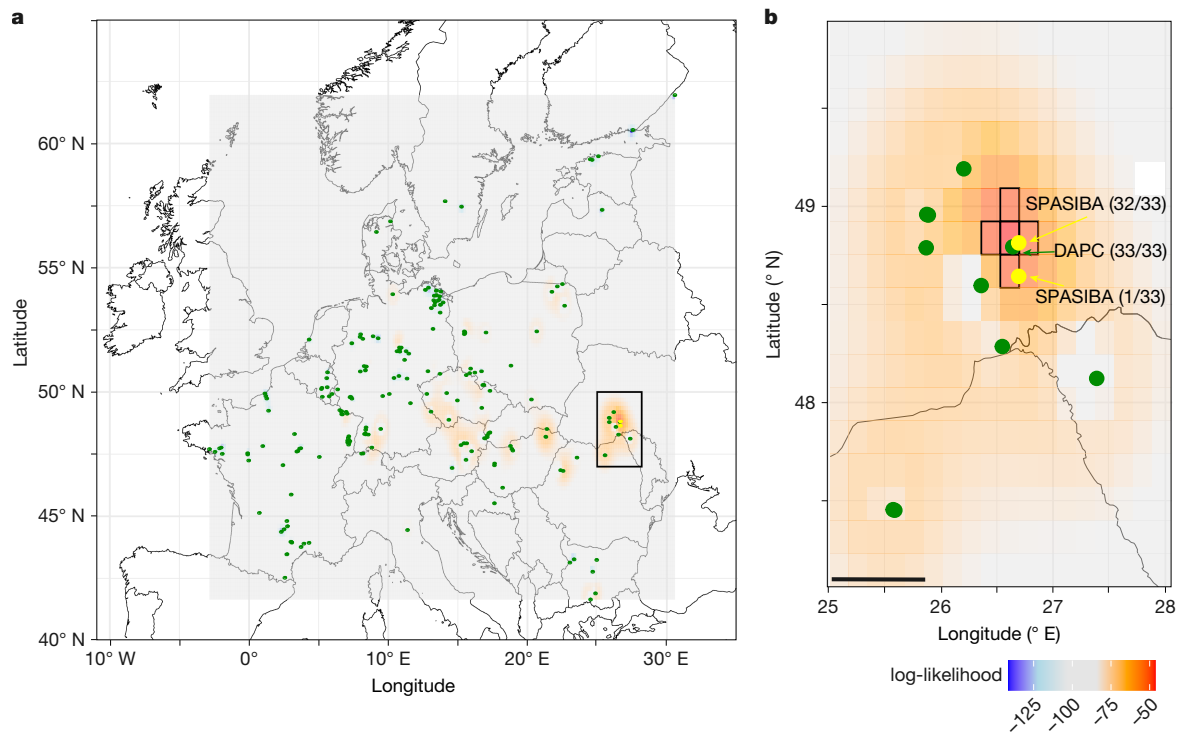 a
60° N
55° N
50° N
45° N
40° N
Latitude
10° W
0°
10° E
20° E
30° E
Longitude
b
49
48
Latitude (° N)
SPASIBA (32/33)
DAPC (33/33)
SPASIBA (1/33)
25
26
27
28
Longitude (° E)
log-likelihood
−125
−100
−75
−50